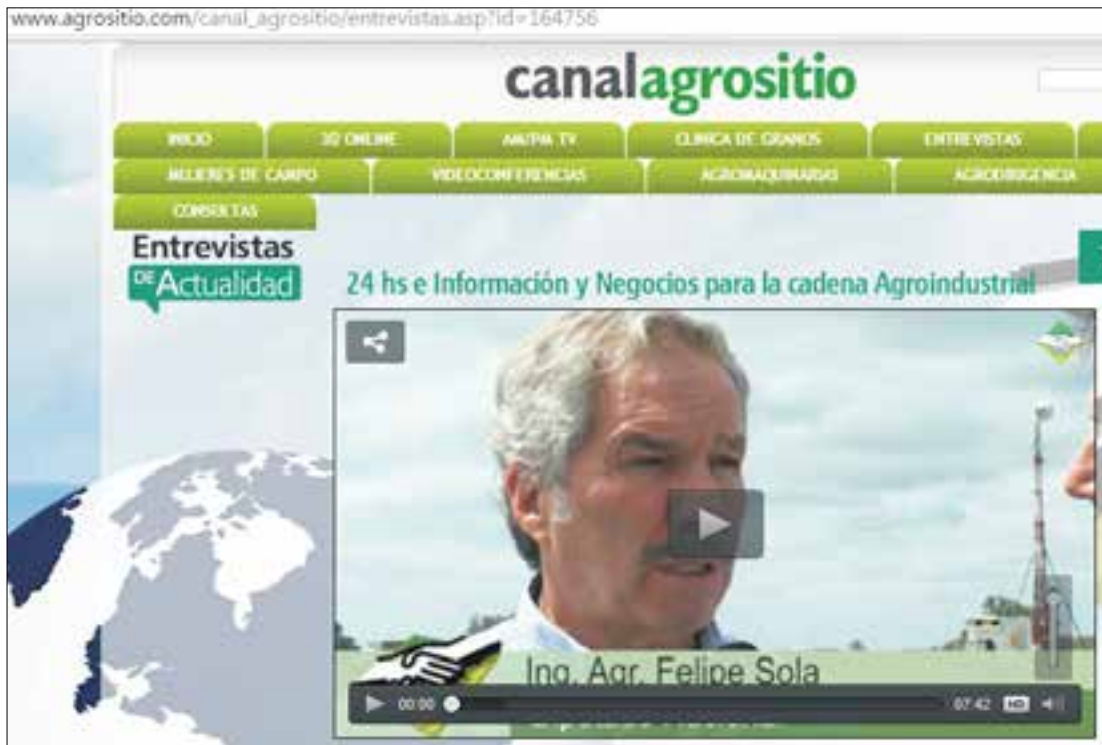 www.agrositio.com/canal_agrositio/entrevistas.asp?id=164756
canalagrositio
INICIO 3D ONLINE AM/PM TV CLINICA DE GRANOS ENTREVISTAS
MUJERES DE CAMPO VIDEOCONFERENCIAS AGROMAQUINARIAS AGRODIRIGENCIA
CONSULTAS
Entrevistas
DE Actualidad
24 hs e Información y Negocios para la cadena Agroindustrial
Ing. Agr. Felipe Sola
00:00 07:42 HD